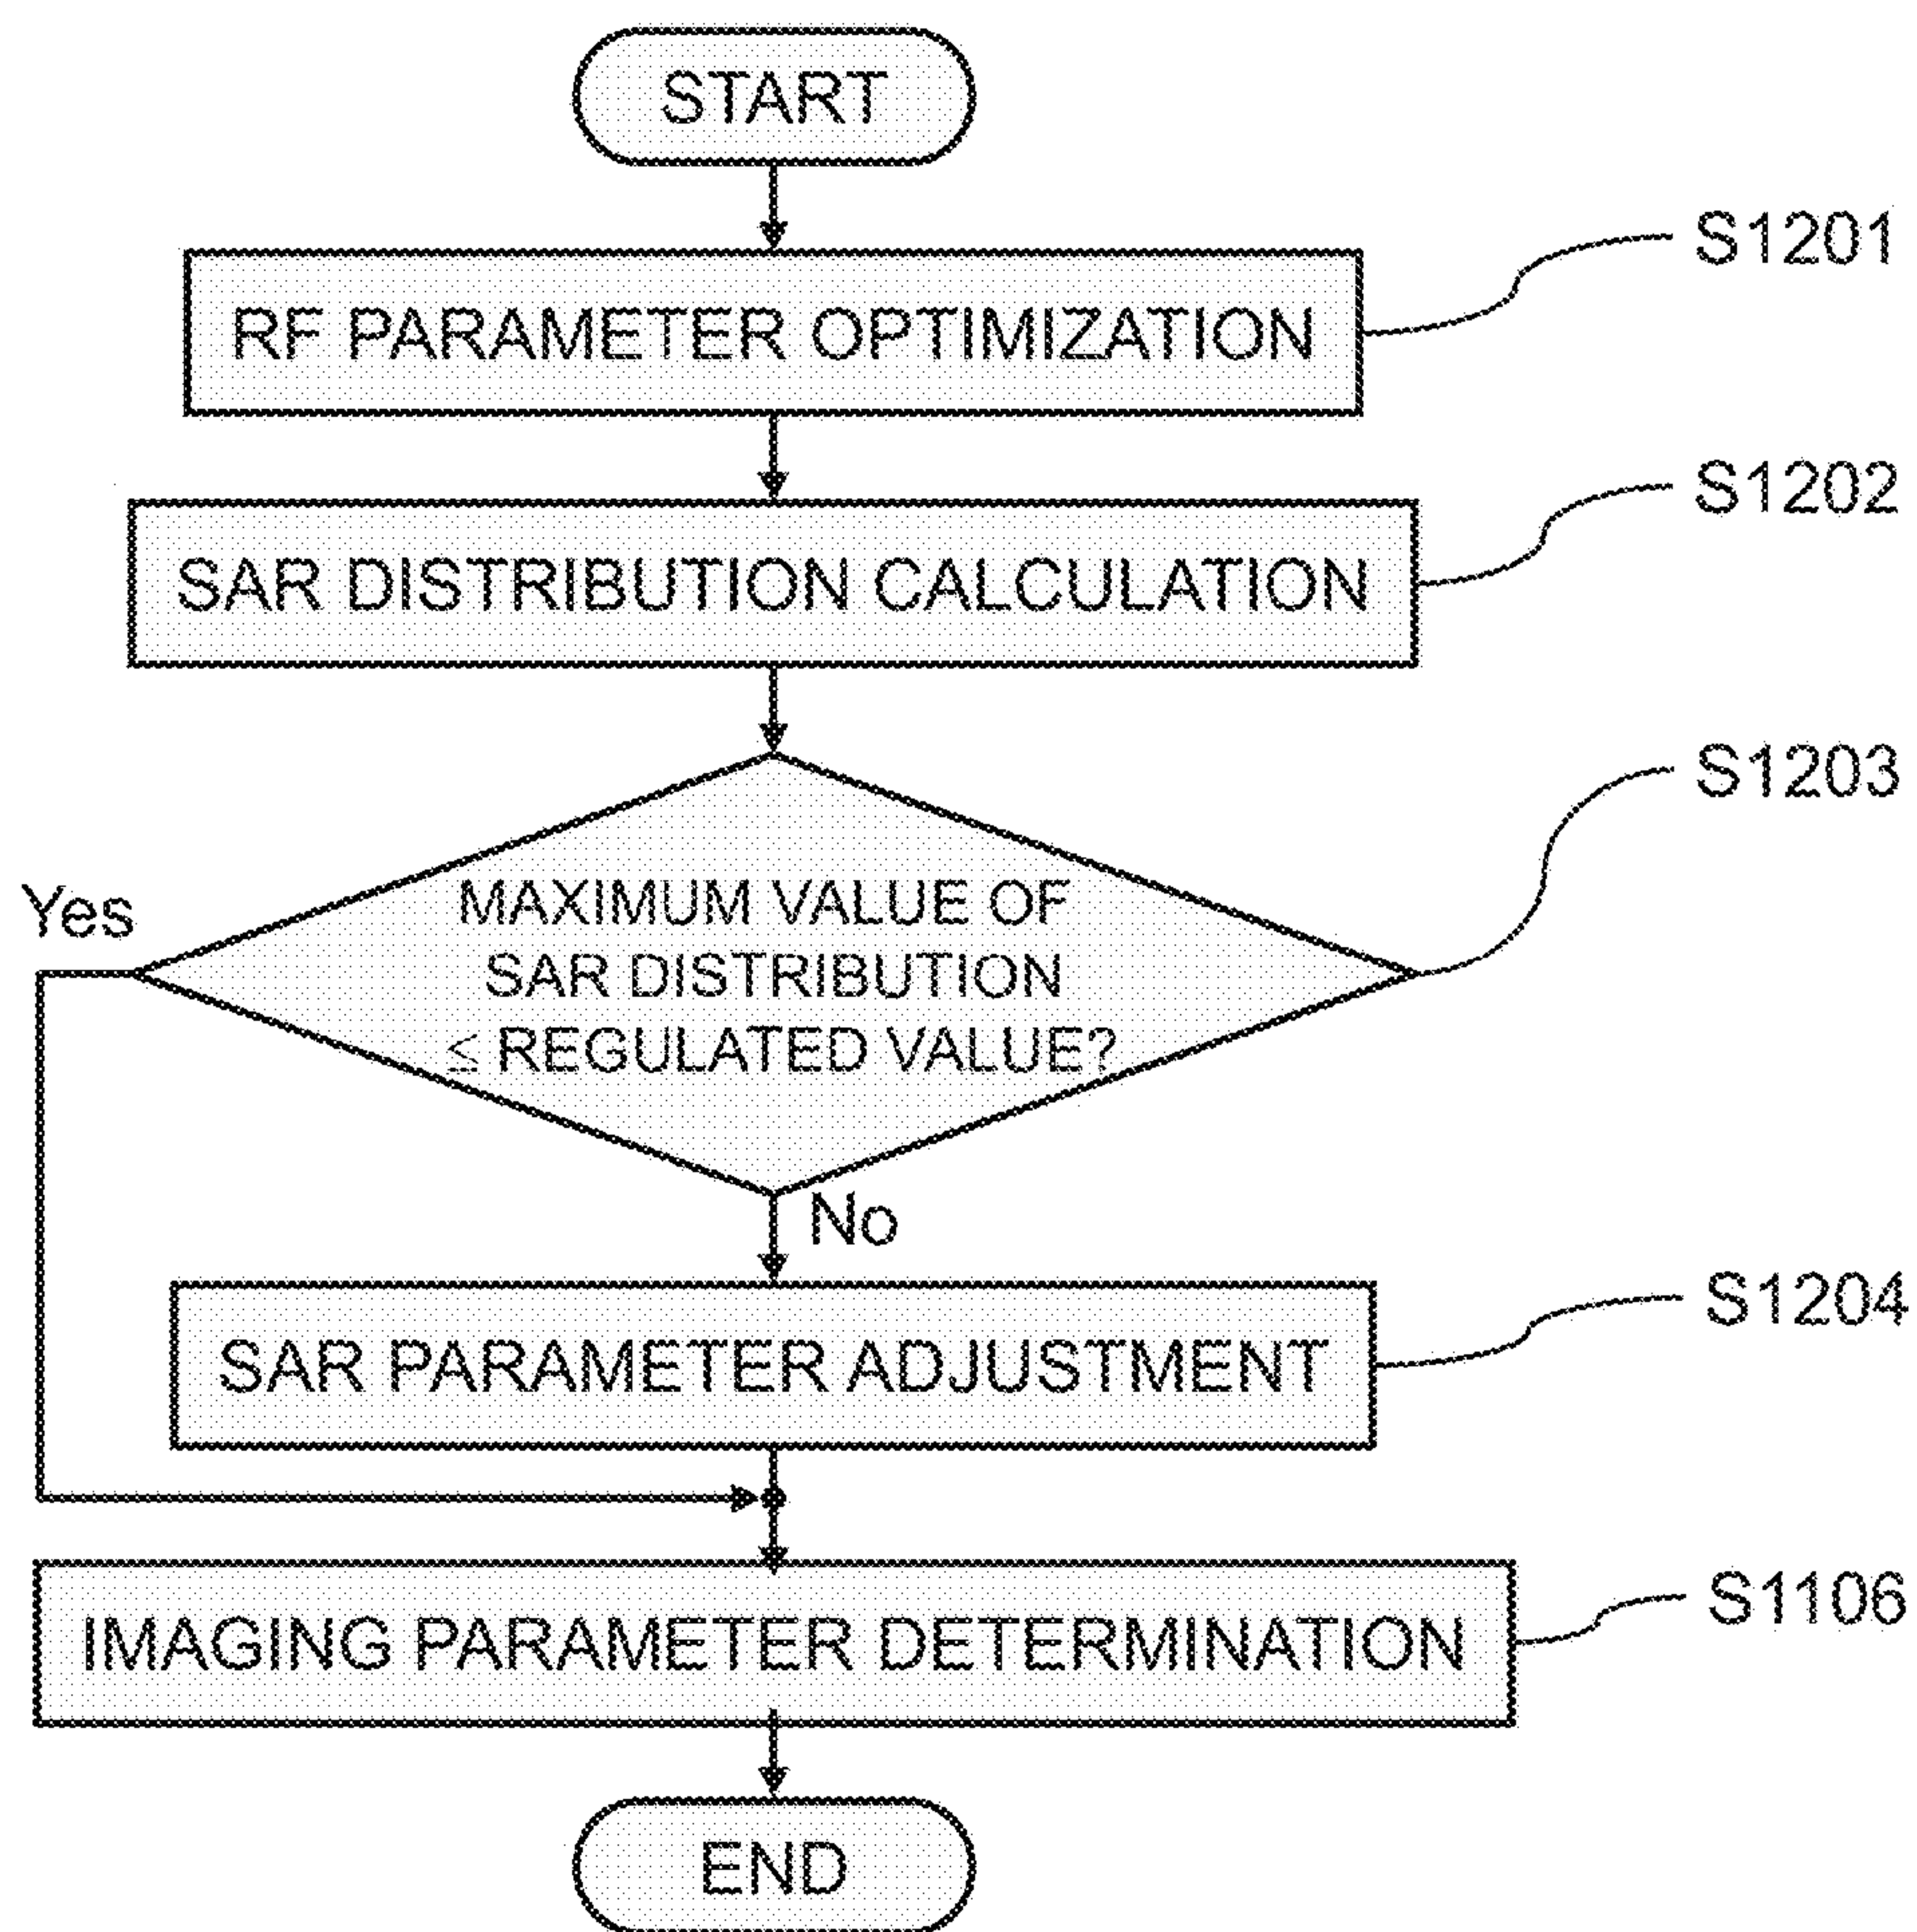 START
S1201
RF PARAMETER OPTIMIZATION
S1202
SAR DISTRIBUTION CALCULATION
S1203
Yes
MAXIMUM VALUE OF
SAR DISTRIBUTION
≤ REGULATED VALUE?
No
S1204
SAR PARAMETER ADJUSTMENT
S1106
IMAGING PARAMETER DETERMINATION
END